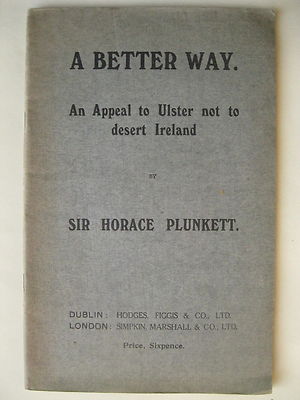 A BETTER WAY.
An Appeal to Ulster not to
desert Ireland
BY
SIR HORACE PLUNKETT.
DUBLIN: HODGES, FIGGIS & CO., LTD.
LONDON: SIMPKIN, MARSHALL & CO., LTD.
Price, Sixpence.